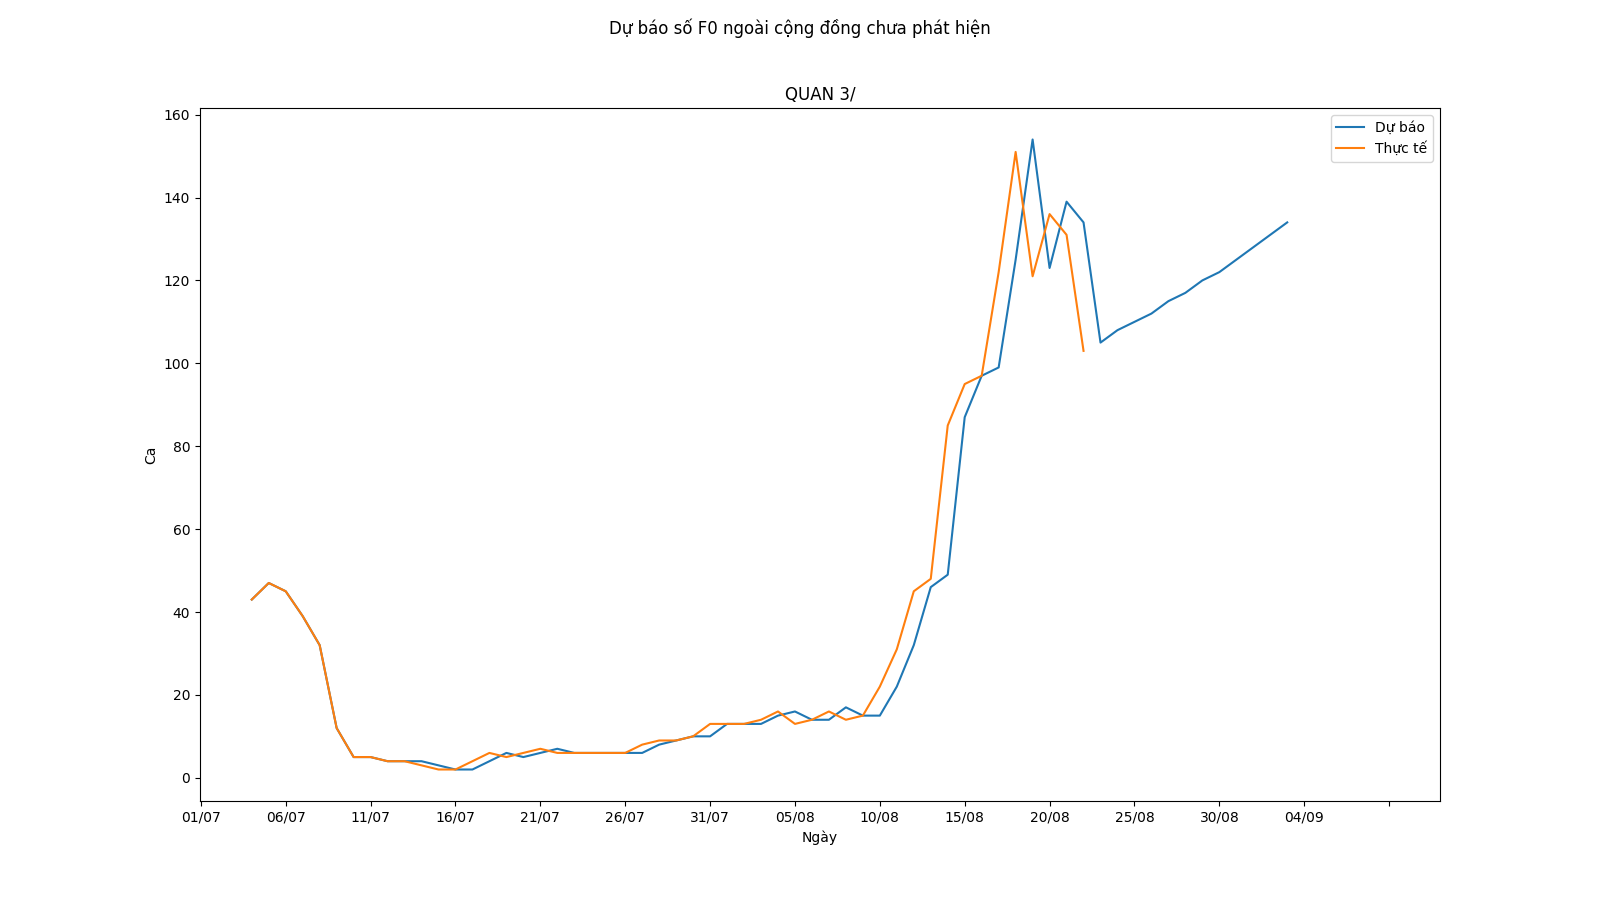 Dự báo số F0 ngoài cộng đồng chưa phát hiện
QUAN 3/
Dự báo
Thực tế
160
140
120
100
80
60
40
20
0
Ca
01/07 06/07 11/07 16/07 21/07 26/07 31/07 05/08 10/08 15/08 20/08 25/08 30/08 04/09
Ngày